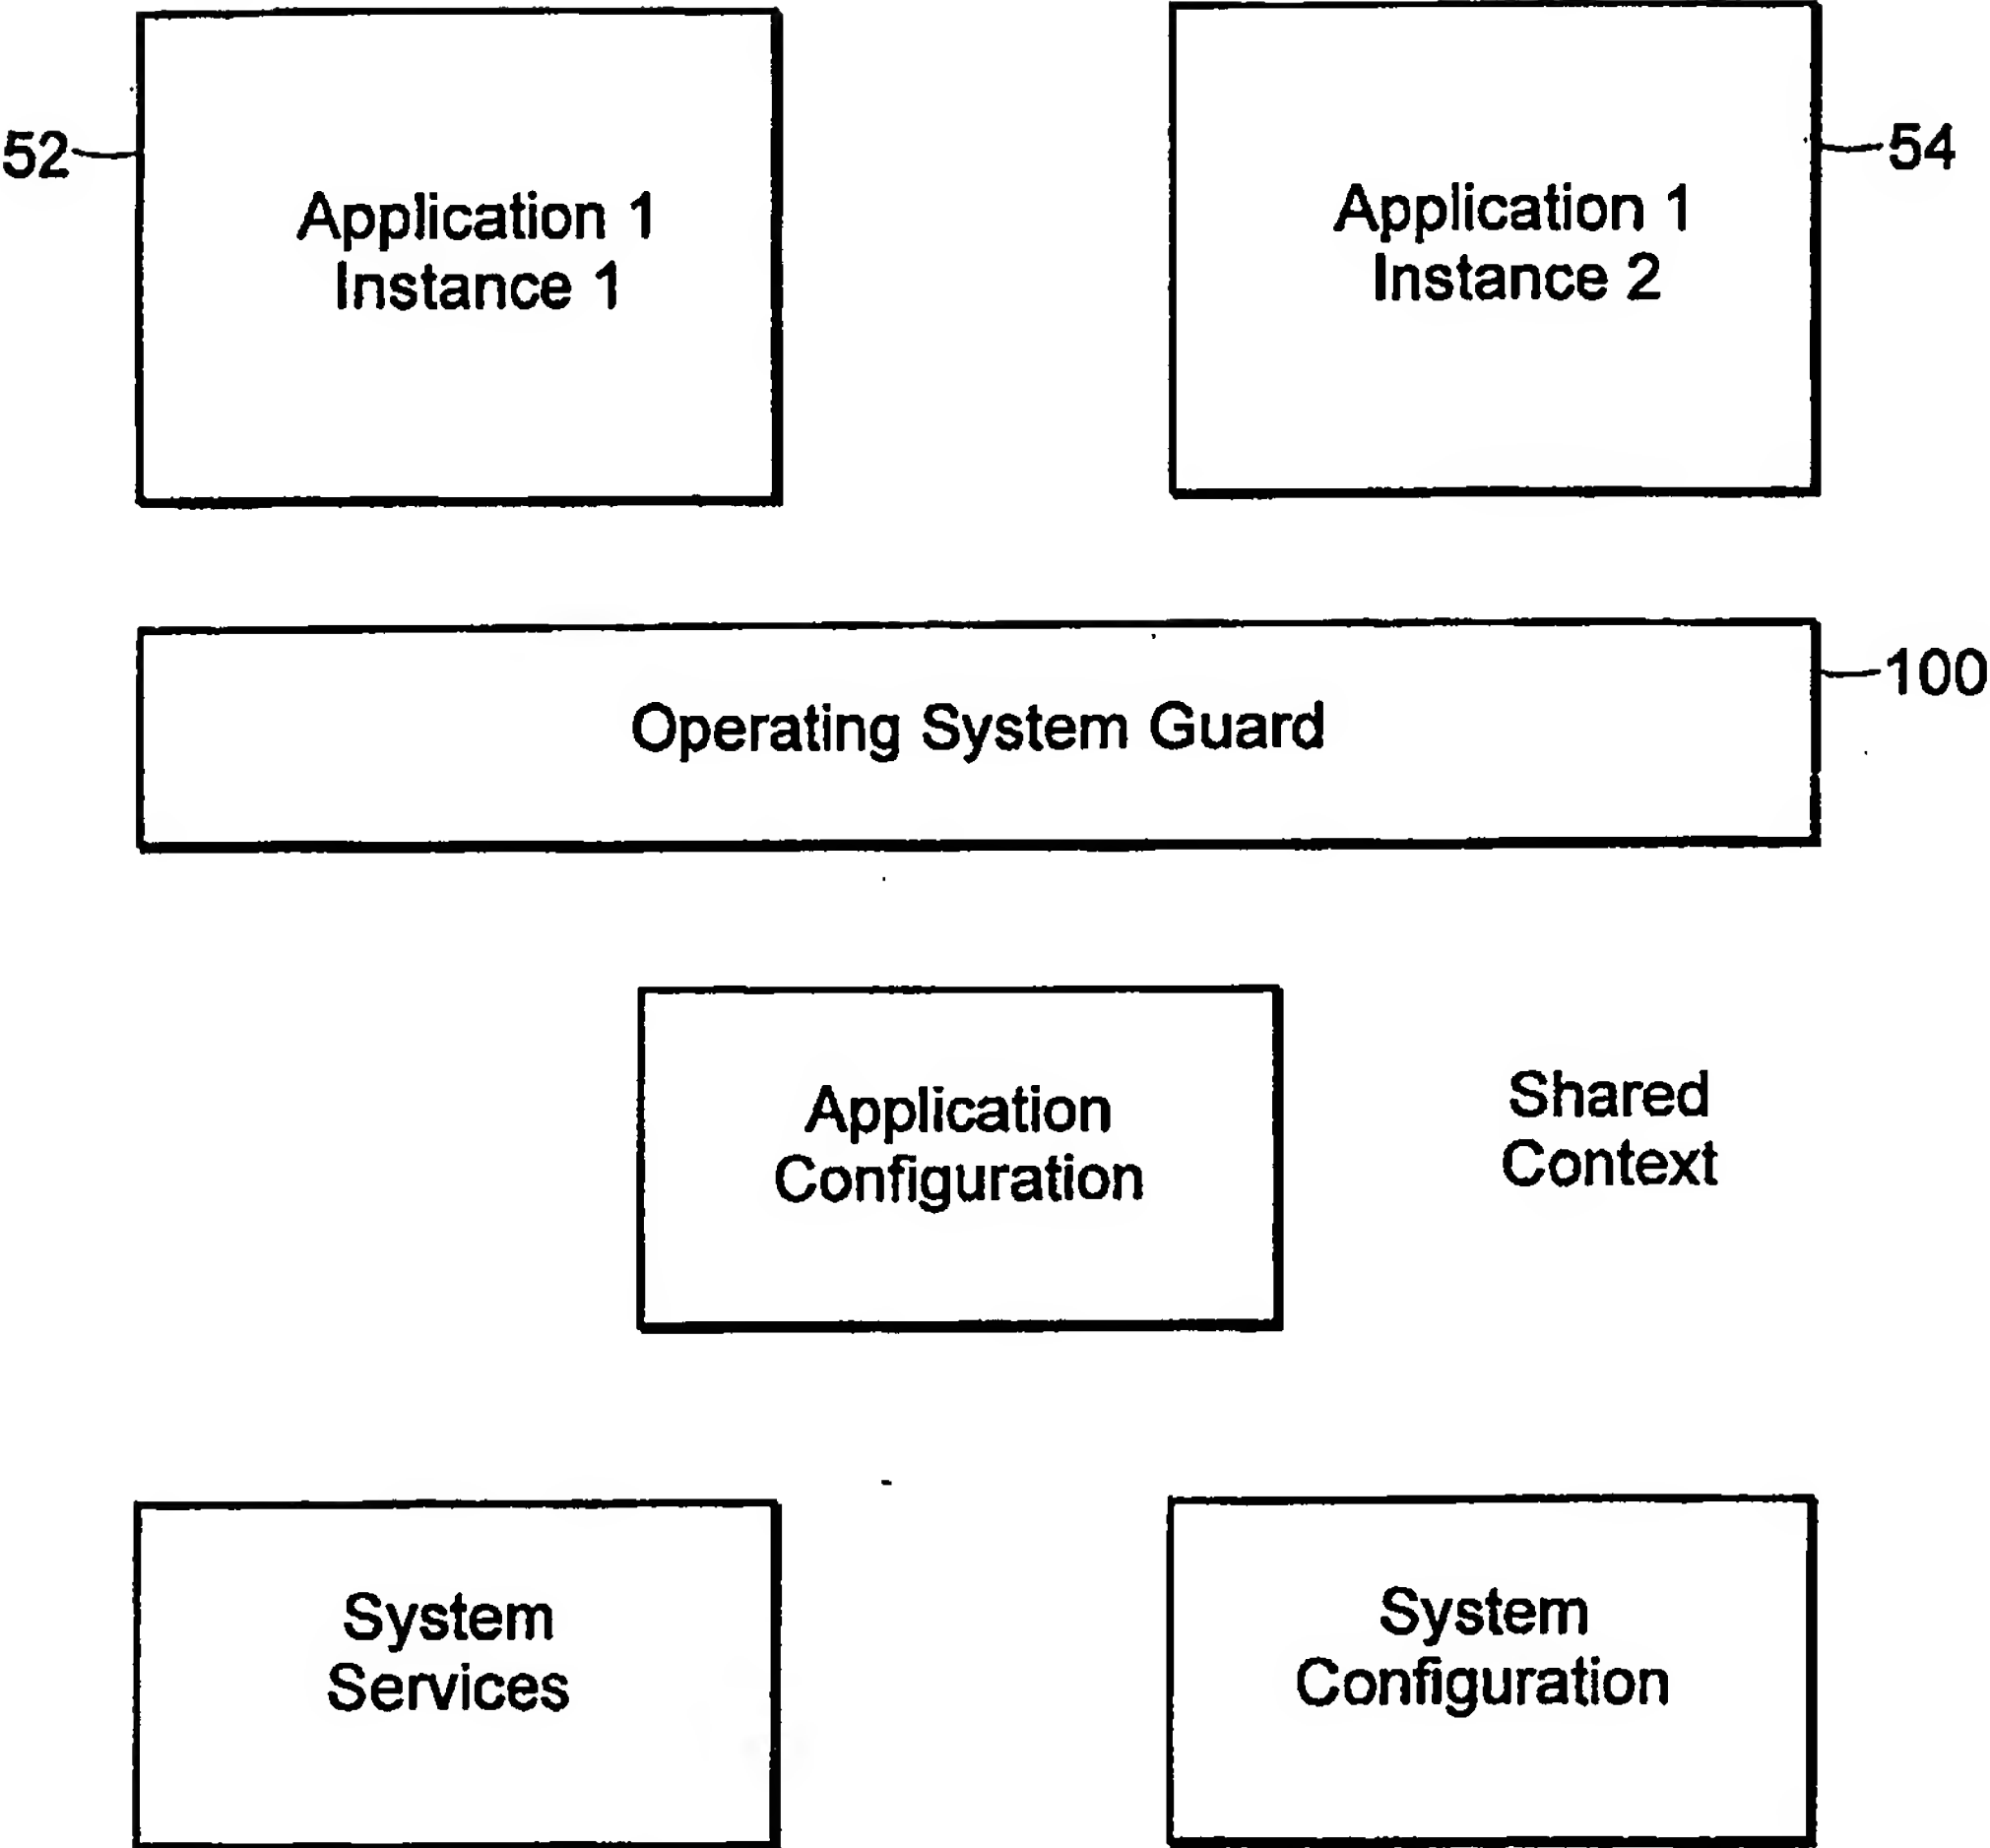 52
Application 1
Instance 1
Application 1
Instance 2
54
Operating System Guard
100
Application
Configuration
Shared
Context
System
Services
System
Configuration